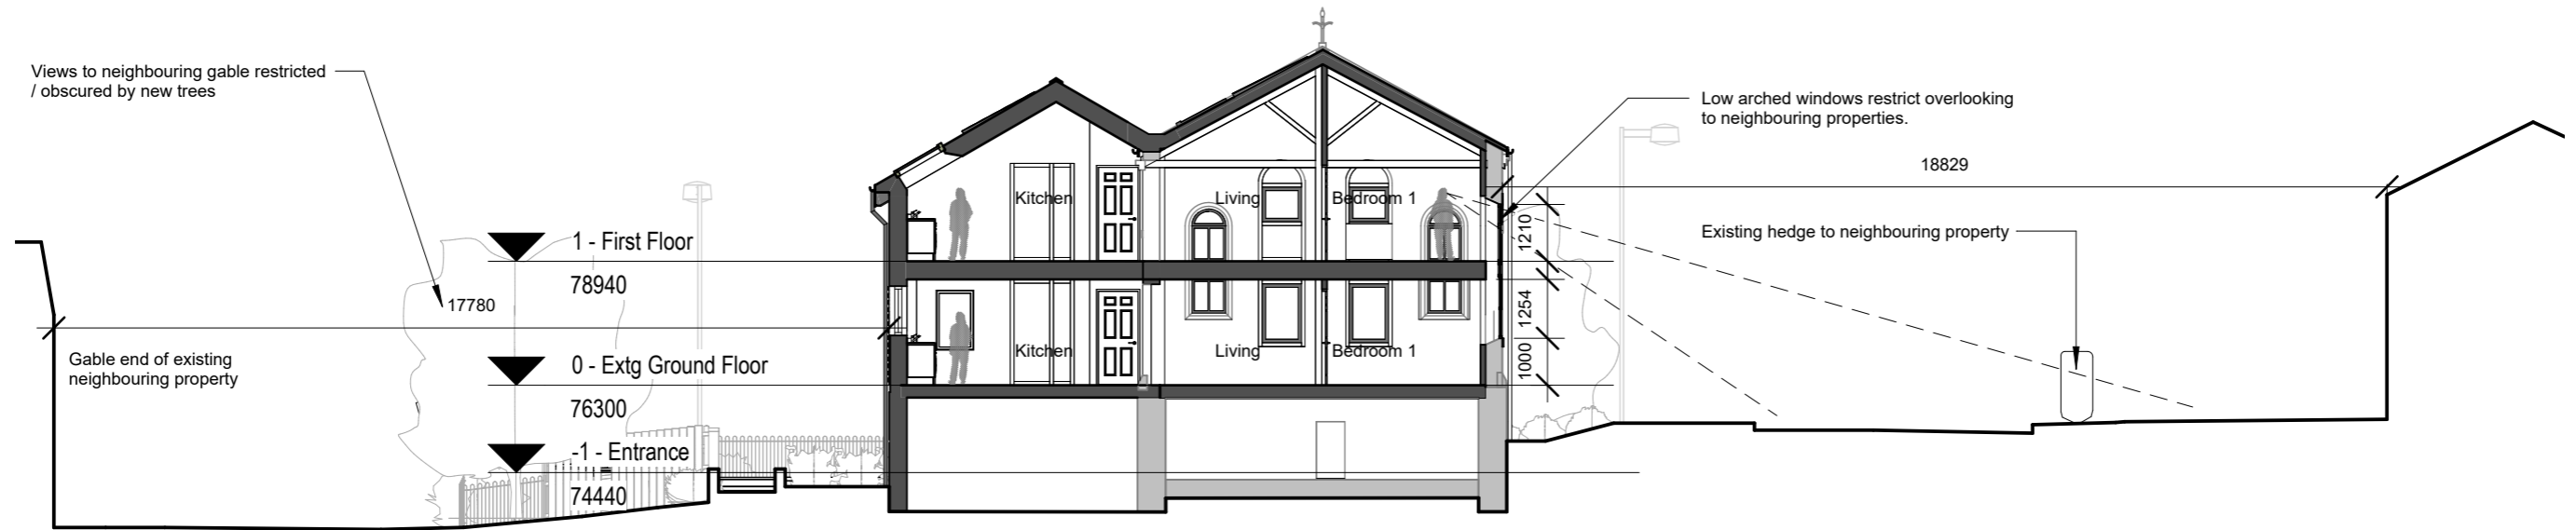 Views to neighbouring gable restricted
/ obscured by new trees
Low arched windows restrict overlooking
to neighbouring properties.
18829
Kitchen
Living
Bedroom 1
1210
Existing hedge to neighbouring property
1 - First Floor
78940
17780
1254
Gable end of existing
neighbouring property
0 - Extg Ground Floor
76300
Kitchen
Living
Bedroom 1
1000
-1 - Entrance
74440